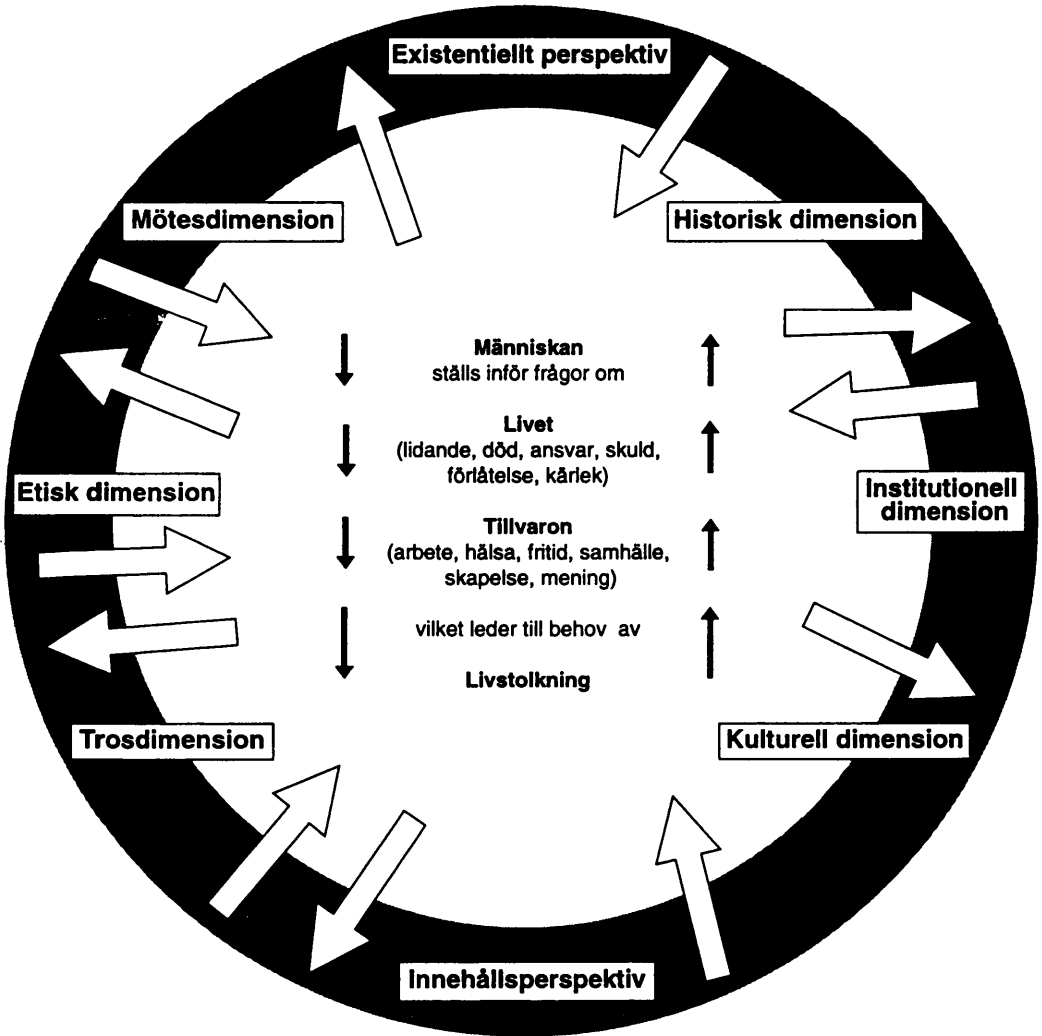 Existentiellt perspektiv
Mötesdimension
Historisk dimension
Människan
ställs inför frågor om
Livet
(lidande, död, ansvar, skuld,
förlåtelse, kärlek)
Etisk dimension
Institutionell
dimension
Tillvaron
(arbete, hälsa, fritid, samhälle,
skapelse, mening)
vilket leder till behov av
Livstolkning
Trosdimension
Kulturell dimension
Innehållsperspektiv